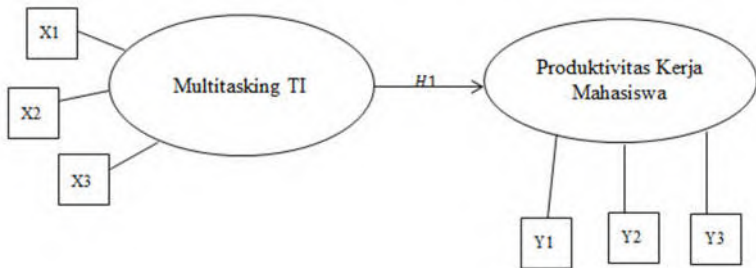 X1
X2
X3
Multitasking TI
H1
Produktivitas Kerja
Mahasiswa
Y1
Y2
Y3